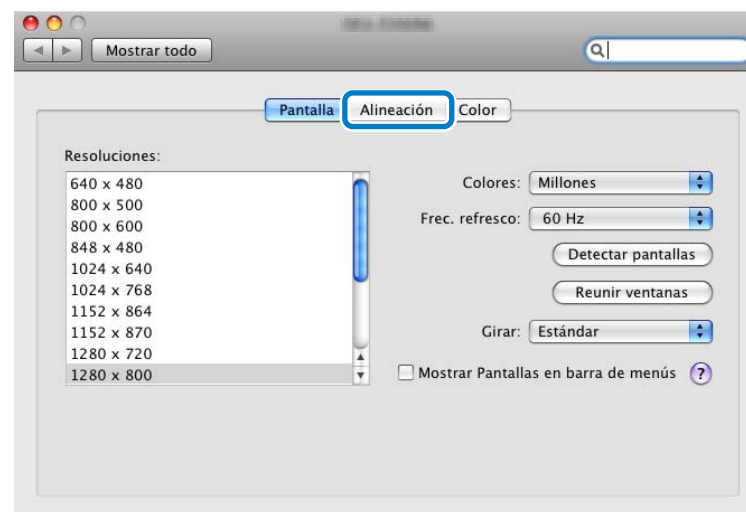 Mostrar todo
Pantalla Alineación Color
Resoluciones:
640 x 480
800 x 500
800 x 600
848 x 480
1024 x 640
1024 x 768
1152 x 864
1152 x 870
1280 x 720
1280 x 800
Colores: Millones
Frec. refresco: 60 Hz
Detectar pantallas
Reunir ventanas
Girar: Estándar
Mostrar Pantallas en barra de menús ?